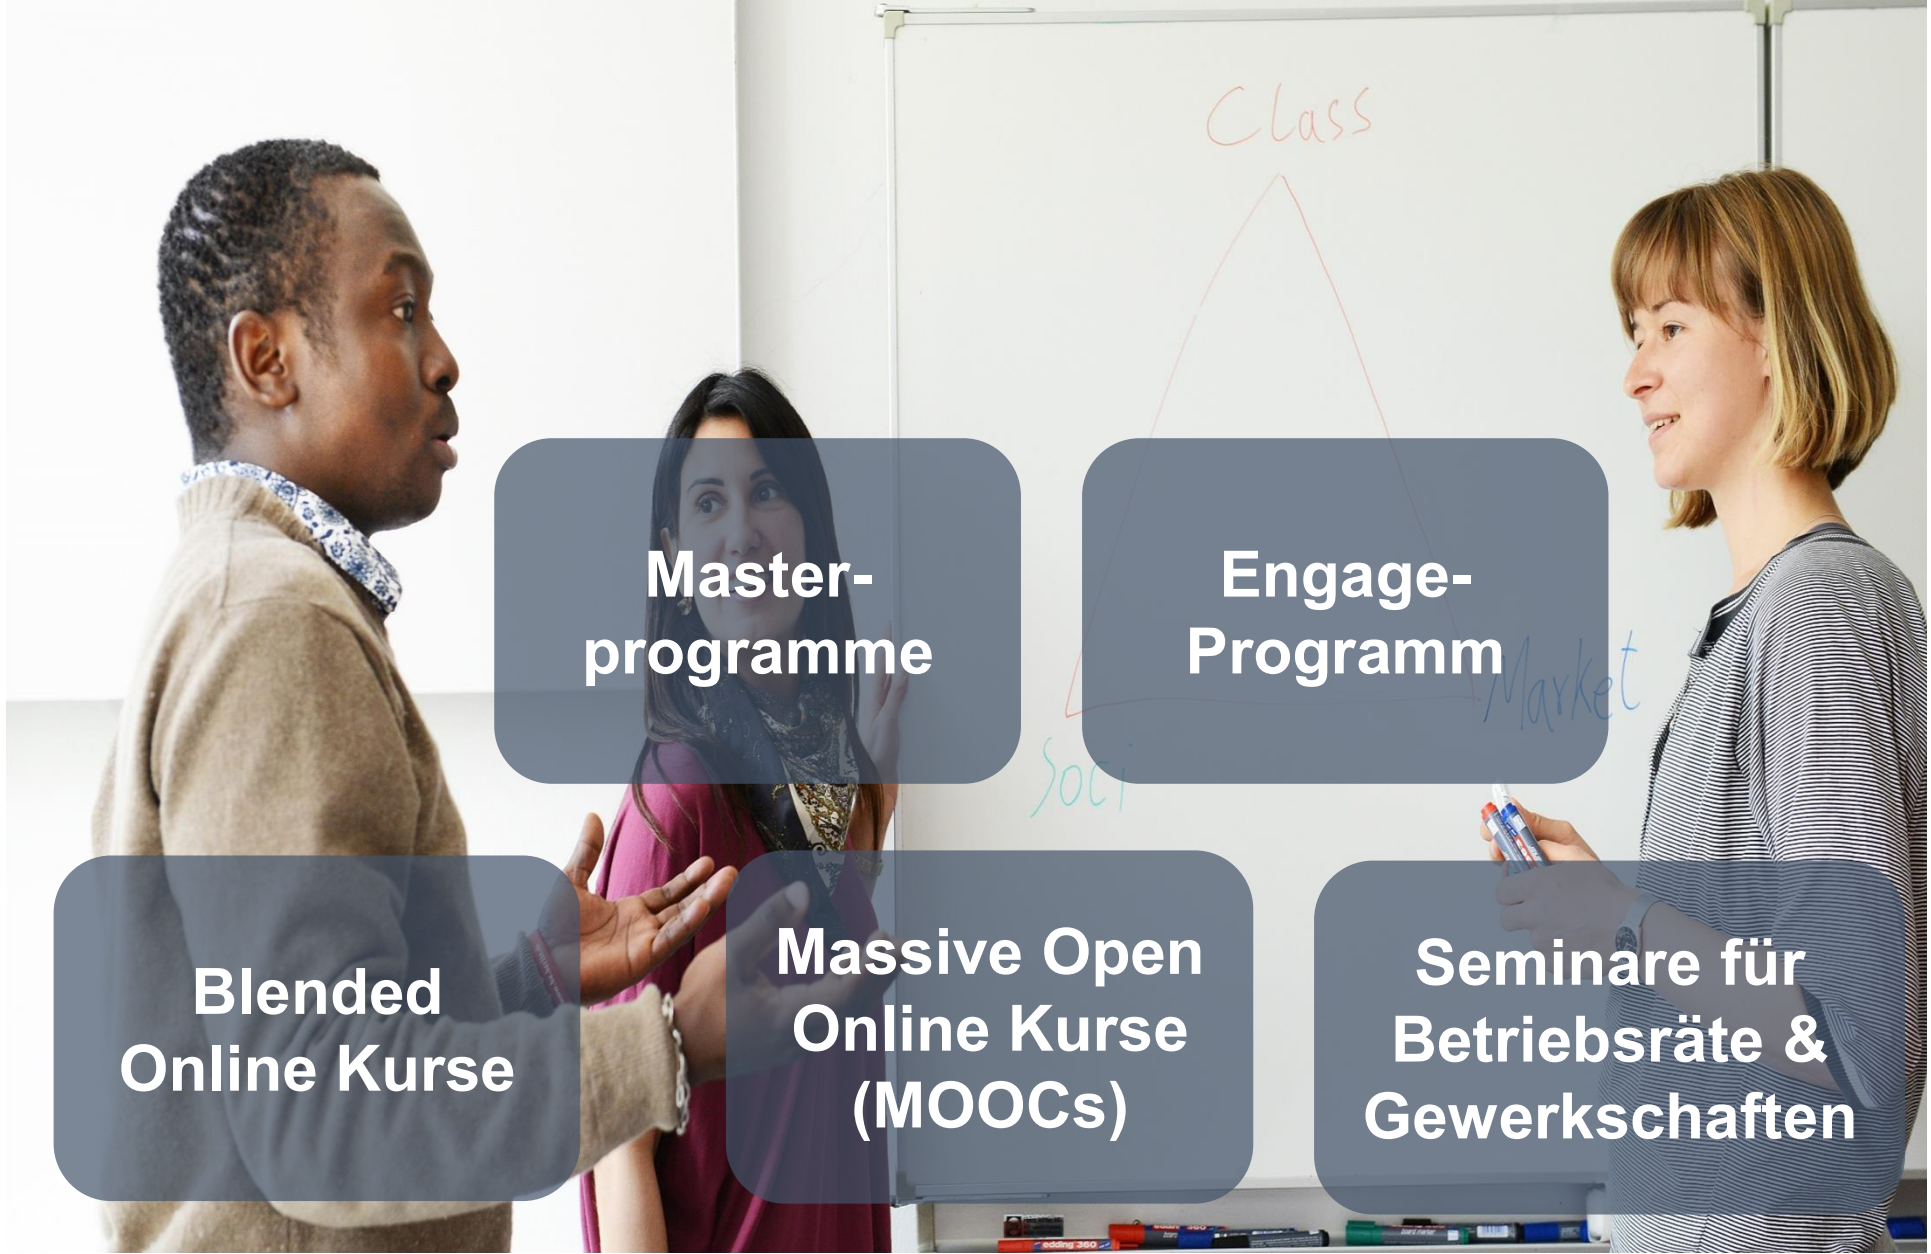 Class
Master-
programme
Engage-
Programm
Market
Soci
Blended
Online Kurse
Massive Open
Online Kurse
(MOOCs)
Seminare für
Betriebsräte &
Gewerkschaften
edding 360